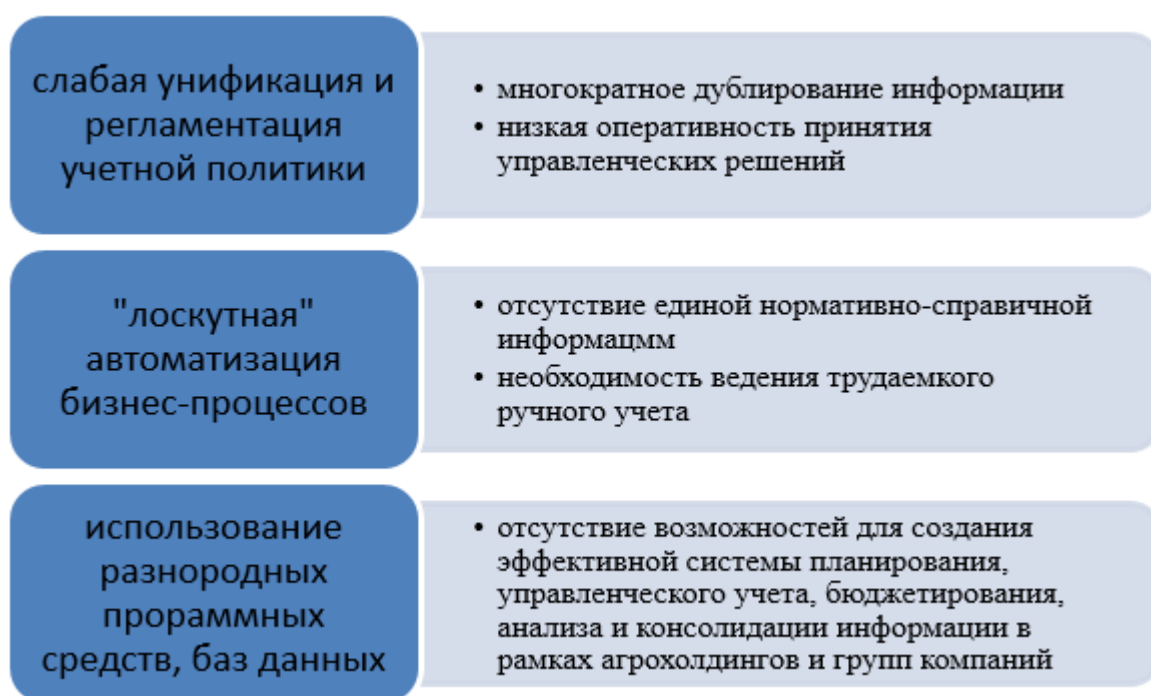 слабая унификация и
регламентация
учетной политики
• многократное дублирование информации
• низкая оперативность принятия
управленческих решений
"лоскутная"
автоматизация
бизнес-процессов
• отсутствие единой нормативно-справичной
информацмм
• необходимость ведения трудаемкого
ручного учета
использование
разнородных
прораммных
средств, баз данных
• отсутствие возможностей для создания
эффективной системы планирования,
управленческого учета, бюджетирования,
анализа и консолидации информации в
рамках агрохолдингов и групп компаний